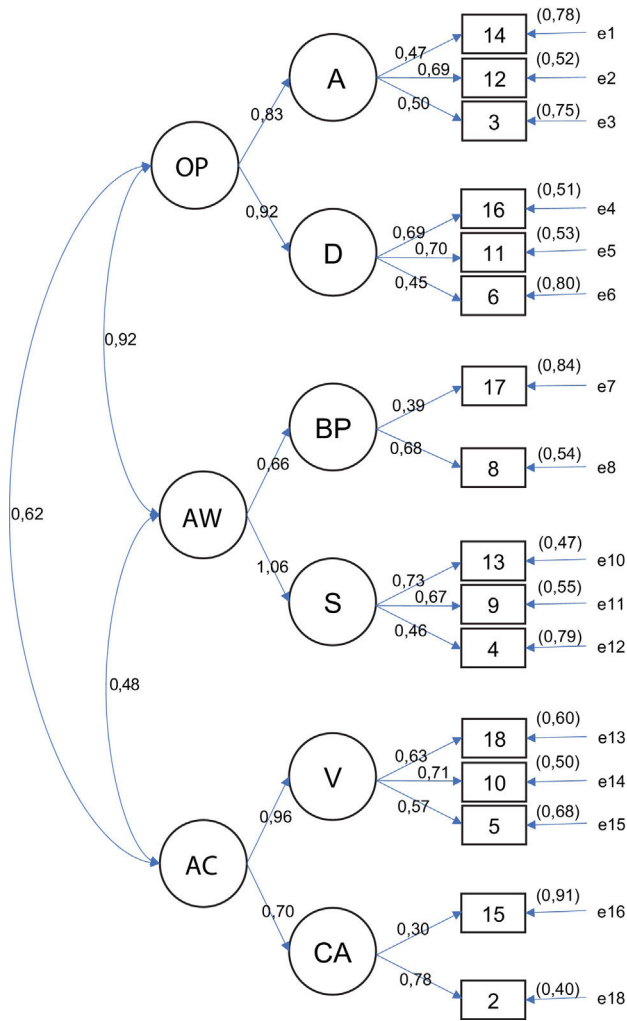 (0,78)
14
e1
0,47
(0,52)
A
0,69
12
e2
0,50
(0,75)
3
e3
0,83
OP
0,92
(0,51)
16
e4
0,69
(0,53)
D
0,70
11
e5
0,45
(0,80)
6
e6
0,92
(0,84)
17
e7
0,39
BP
0,68
(0,54)
8
e8
0,66
0,62
AW
1,06
(0,47)
13
e10
0,73
(0,55)
S
0,67
9
e11
0,46
(0,79)
4
e12
0,48
(0,60)
18
e13
0,63
(0,50)
V
0,71
10
e14
0,57
(0,68)
5
e15
0,96
AC
0,70
(0,91)
15
e16
0,30
CA
0,78
(0,40)
2
e18